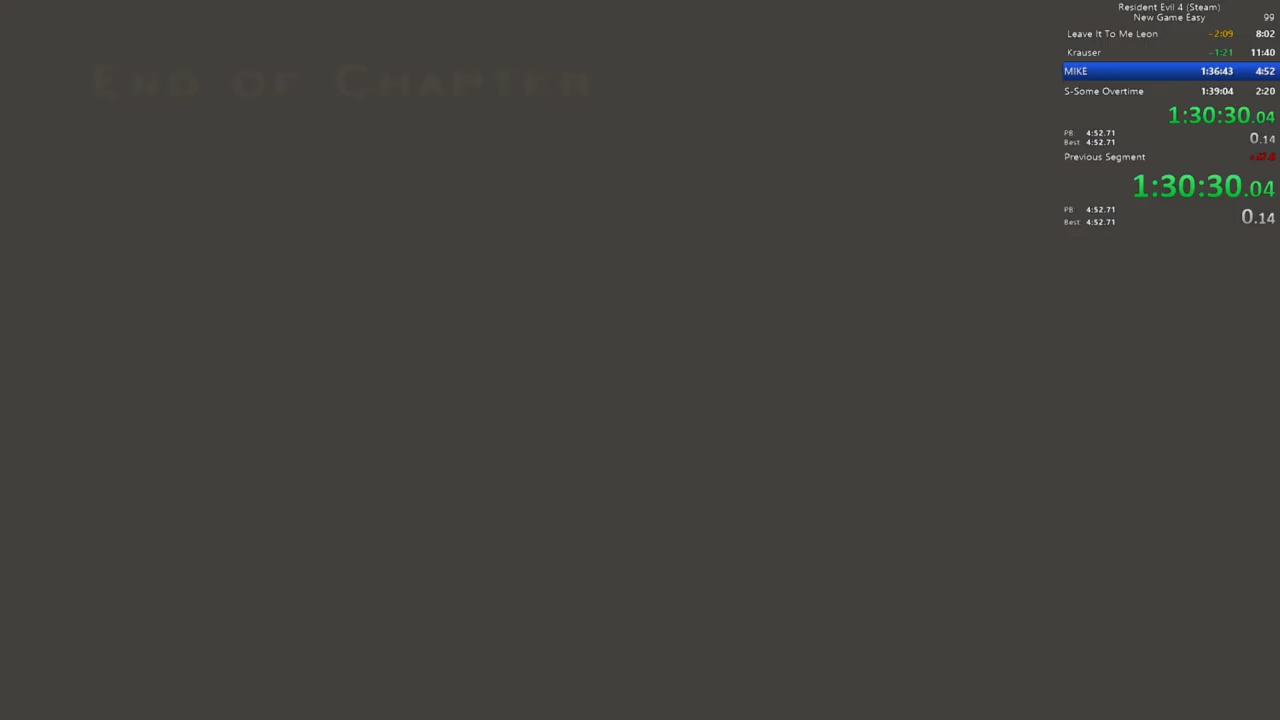 Resident Evil 4 (Steam)
New Game Easy 99
Leave It To Me Leon -2:09 8:02
Krauser -1:21 11:40
MIKE 1:36:43 4:52
S-Some Overtime 1:39:04 2:20
1:30:30.04
PB: 4:52.71
Best: 4:52.71
0.14
Previous Segment
1:30:30.04
PB: 4:52.71
Best: 4:52.71
0.14
End of Chapter